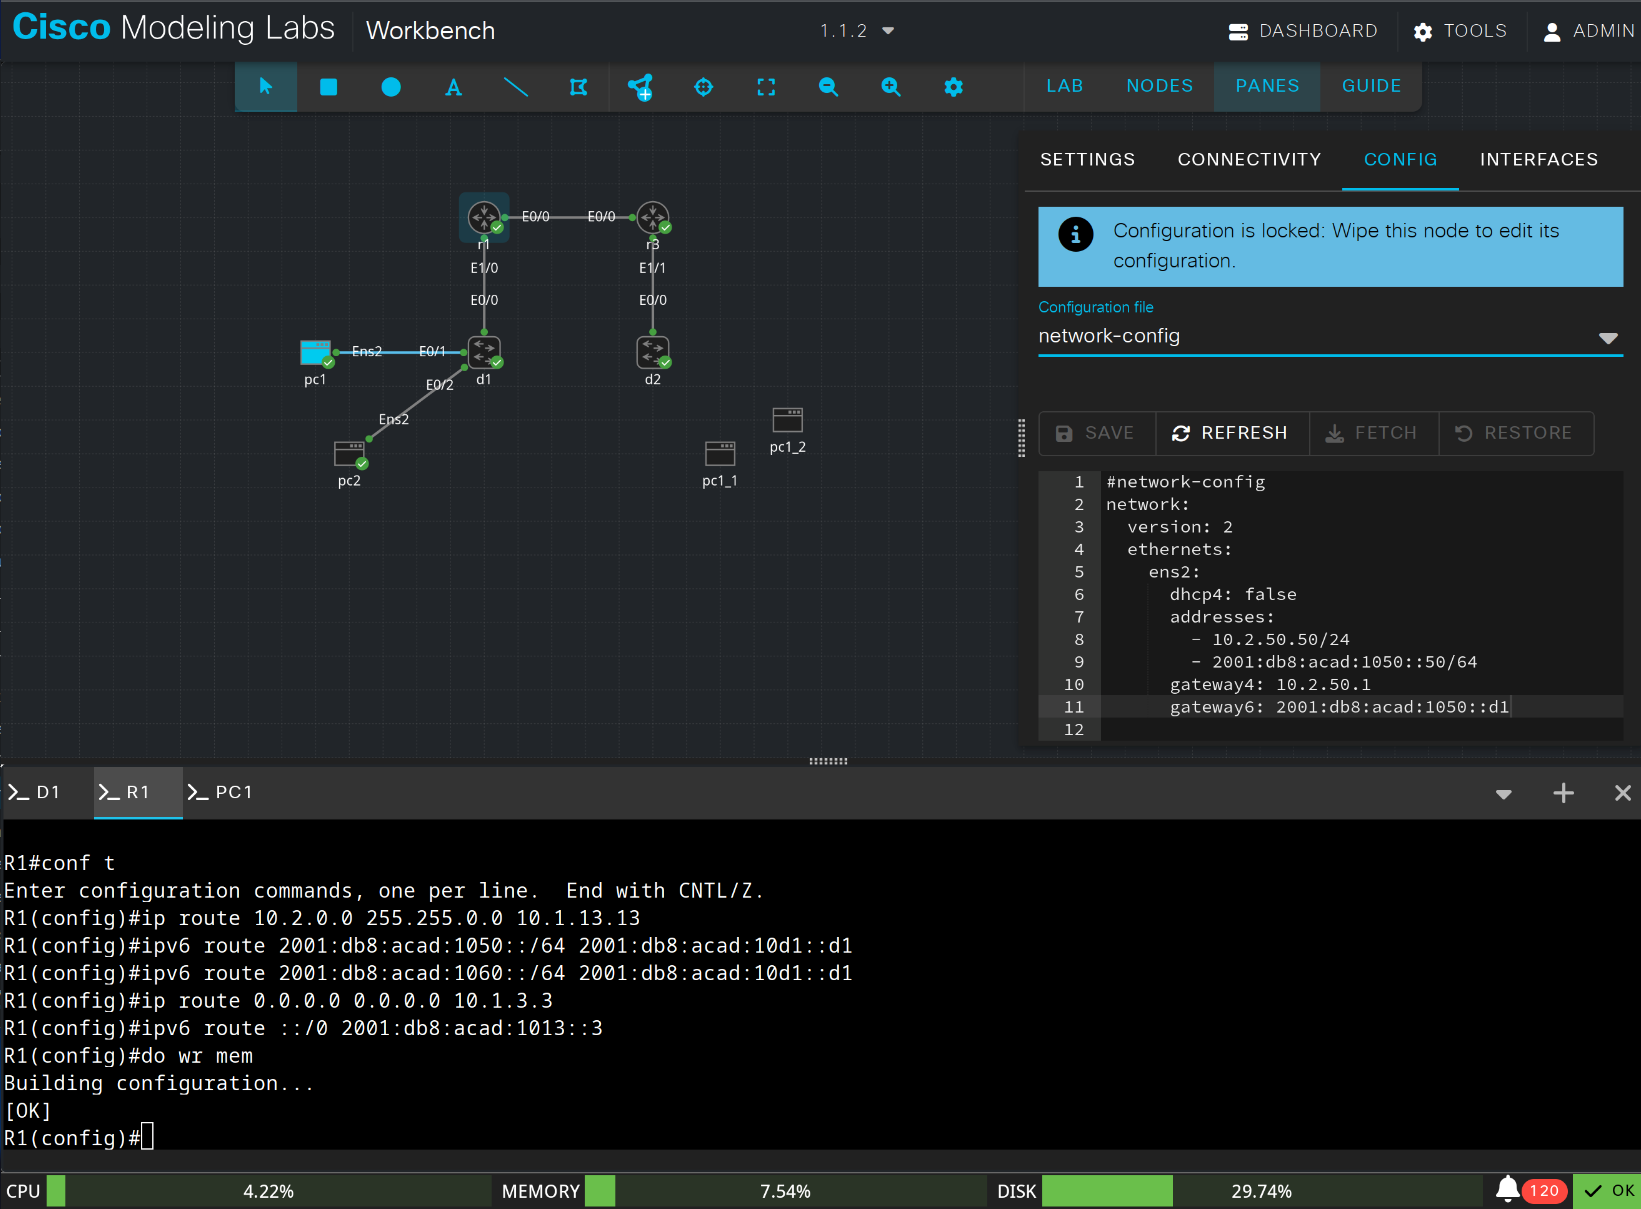 Cisco Modeling Labs Workbench 1.1.2 DASHBOARD TOOLS ADMIN
A LAB NODES PANES GUIDE
SETTINGS CONNECTIVITY CONFIG INTERFACES
E0/0 E0/0
r1 r3
E1/0 E1/1
E0/0 E0/0
Ens2 E0/1
pc1 d1 d2
E0/2
Ens2
pc2
pc1_2
pc1_1
Configuration is locked: Wipe this node to edit its
configuration.
Configuration file
network-config
SAVE REFRESH FETCH RESTORE
1 #network-config
2 network:
3   version: 2
4   ethernets:
5     ens2:
6       dhcp4: false
7       addresses:
8         - 10.2.50.50/24
9         - 2001:db8:acad:1050::50/64
10       gateway4: 10.2.50.1
11       gateway6: 2001:db8:acad:1050::d1
12
D1 R1 PC1
R1#conf t
Enter configuration commands, one per line.  End with CNTL/Z.
R1(config)#ip route 10.2.0.0 255.255.0.0 10.1.13.13
R1(config)#ipv6 route 2001:db8:acad:1050::/64 2001:db8:acad:10d1::d1
R1(config)#ipv6 route 2001:db8:acad:1060::/64 2001:db8:acad:10d1::d1
R1(config)#ip route 0.0.0.0 0.0.0.0 10.1.3.3
R1(config)#ipv6 route ::/0 2001:db8:acad:1013::3
R1(config)#do wr mem
Building configuration...
[OK]
R1(config)#
CPU 4.22% MEMORY 7.54% DISK 29.74% 120 OK